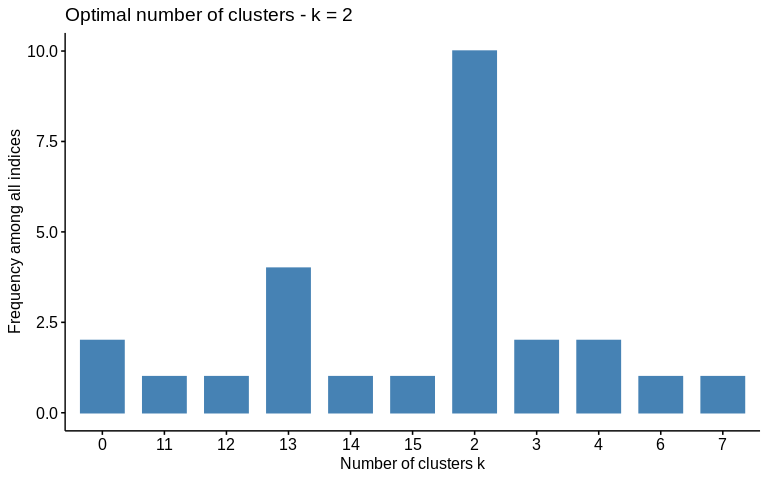 Optimal number of clusters - k = 2
Frequency among all indices
10.0
7.5
5.0
2.5
0.0
0 11 12 13 14 15 2 3 4 6 7
Number of clusters k